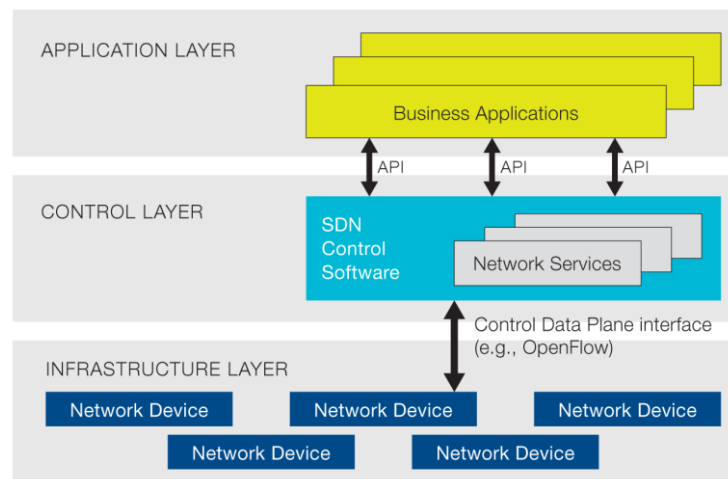 APPLICATION LAYER
Business Applications
API
API
API
CONTROL LAYER
SDN
Control
Software
Network Services
Control Data Plane interface
(e.g., OpenFlow)
INFRASTRUCTURE LAYER
Network Device
Network Device
Network Device
Network Device
Network Device